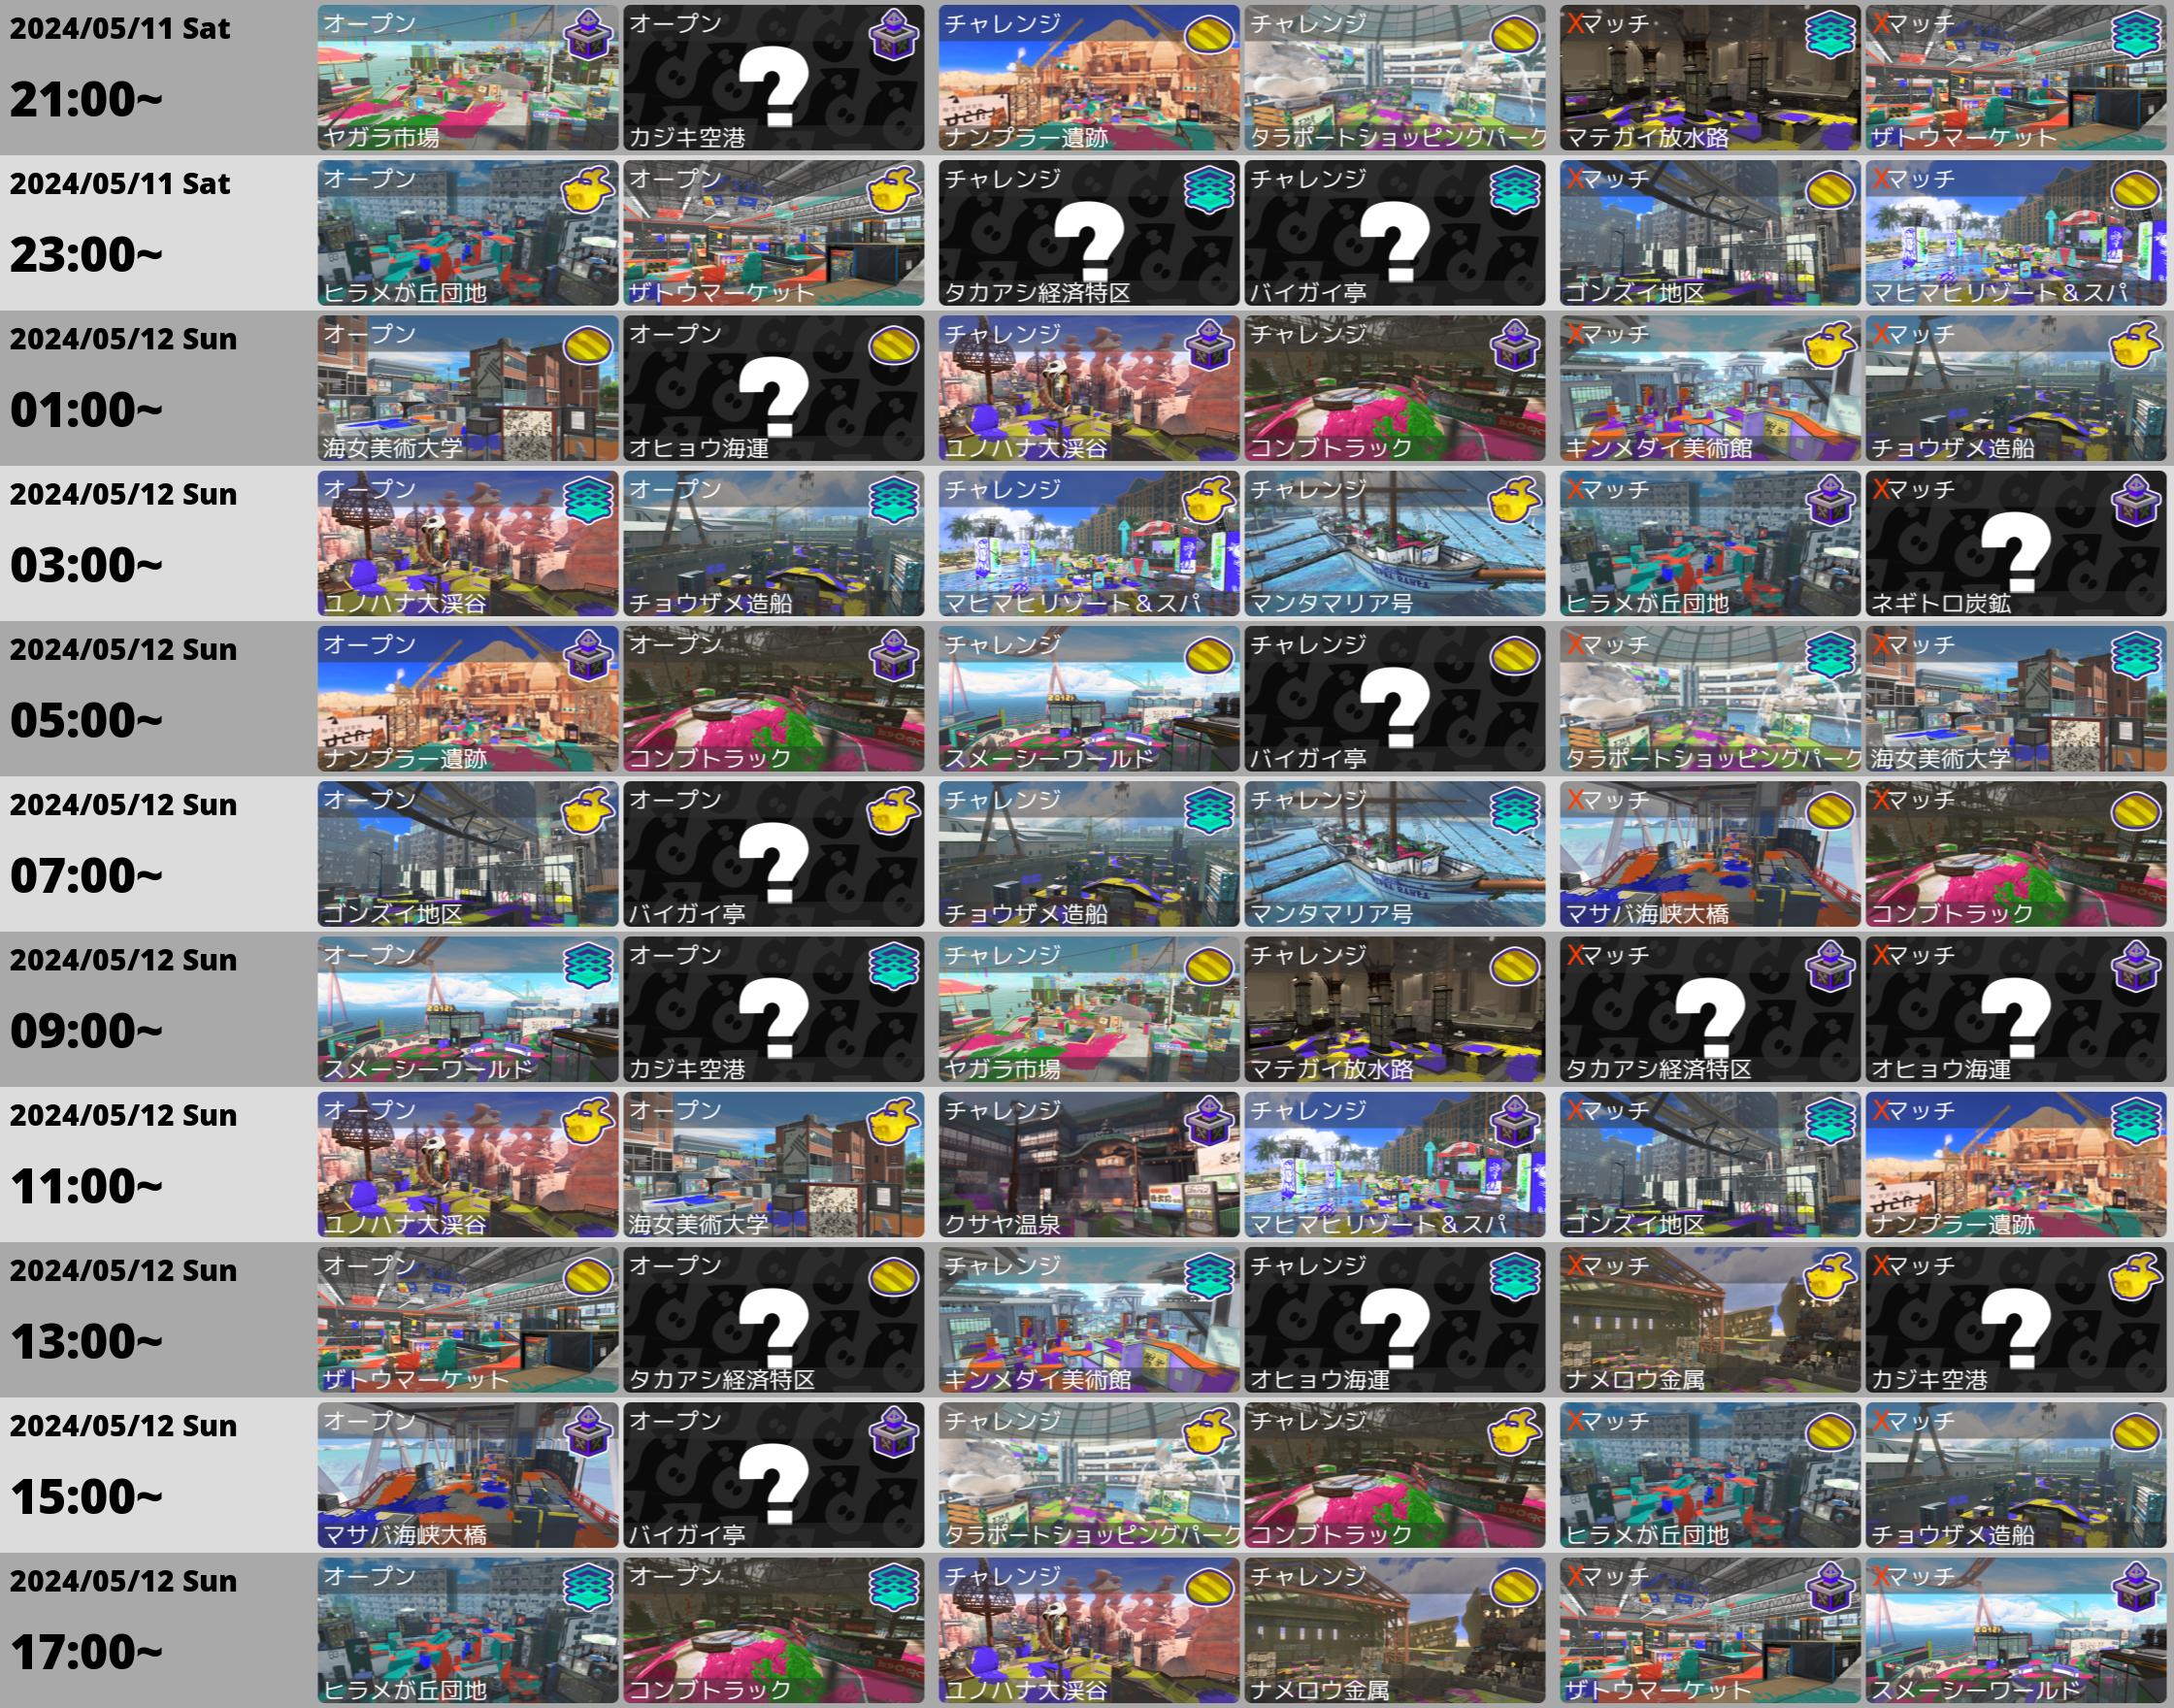 2024/05/11 Sat
21:00~
オープン
ヤガラ市場
オープン
カジキ空港
チャレンジ
ナンプラー遺跡
チャレンジ
タラポートショッピングパーク
Xマッチ
マテガイ放水路
Xマッチ
ザトウマーケット
2024/05/11 Sat
23:00~
オープン
ヒラメが丘団地
オープン
ザトウマーケット
チャレンジ
タカアシ経済特区
チャレンジ
バイガイ亭
Xマッチ
ゴンズイ地区
Xマッチ
マヒマヒリゾート&スパ
2024/05/12 Sun
01:00~
オープン
海女美術大学
オープン
オヒョウ海運
チャレンジ
ユノハナ大渓谷
チャレンジ
コンブトラック
Xマッチ
キンメダイ美術館
Xマッチ
チョウザメ造船
2024/05/12 Sun
03:00~
オープン
ユノハナ大渓谷
オープン
チョウザメ造船
チャレンジ
マヒマヒリゾート&スパ
チャレンジ
マンタマリア号
Xマッチ
ヒラメが丘団地
Xマッチ
ネギトロ炭鉱
2024/05/12 Sun
05:00~
オープン
ナンプラー遺跡
オープン
コンブトラック
チャレンジ
スメーシーワールド
チャレンジ
バイガイ亭
Xマッチ
タラポートショッピングパーク
Xマッチ
海女美術大学
2024/05/12 Sun
07:00~
オープン
ゴンズイ地区
オープン
バイガイ亭
チャレンジ
チョウザメ造船
チャレンジ
マンタマリア号
Xマッチ
マサバ海峡大橋
Xマッチ
コンブトラック
2024/05/12 Sun
09:00~
オープン
スメーシーワールド
オープン
カジキ空港
チャレンジ
ヤガラ市場
チャレンジ
マテガイ放水路
Xマッチ
タカアシ経済特区
Xマッチ
オヒョウ海運
2024/05/12 Sun
11:00~
オープン
ユノハナ大渓谷
オープン
海女美術大学
チャレンジ
クサヤ温泉
チャレンジ
マヒマヒリゾート&スパ
Xマッチ
ゴンズイ地区
Xマッチ
ナンプラー遺跡
2024/05/12 Sun
13:00~
オープン
ザトウマーケット
オープン
タカアシ経済特区
チャレンジ
キンメダイ美術館
チャレンジ
オヒョウ海運
Xマッチ
ナメロウ金属
Xマッチ
カジキ空港
2024/05/12 Sun
15:00~
オープン
マサバ海峡大橋
オープン
バイガイ亭
チャレンジ
タラポートショッピングパーク
チャレンジ
コンブトラック
Xマッチ
ヒラメが丘団地
Xマッチ
チョウザメ造船
2024/05/12 Sun
17:00~
オープン
ヒラメが丘団地
オープン
コンブトラック
チャレンジ
ユノハナ大渓谷
チャレンジ
ナメロウ金属
Xマッチ
ザトウマーケット
Xマッチ
スメーシーワールド